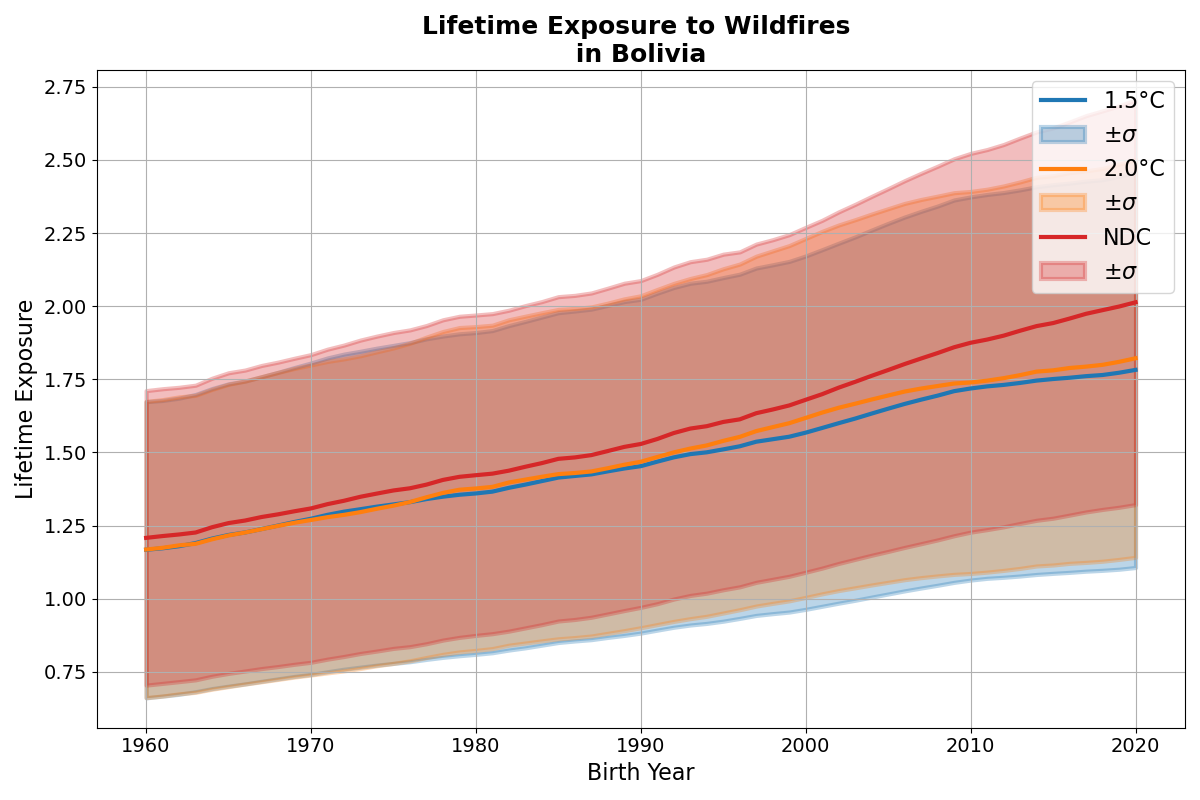 Lifetime Exposure to Wildfires
in Bolivia
Lifetime Exposure
2.75
2.50
2.25
2.00
1.75
1.50
1.25
1.00
0.75
1.5°C
±σ
2.0°C
±σ
NDC
±σ
1960
1970
1980
1990
2000
2010
2020
Birth Year